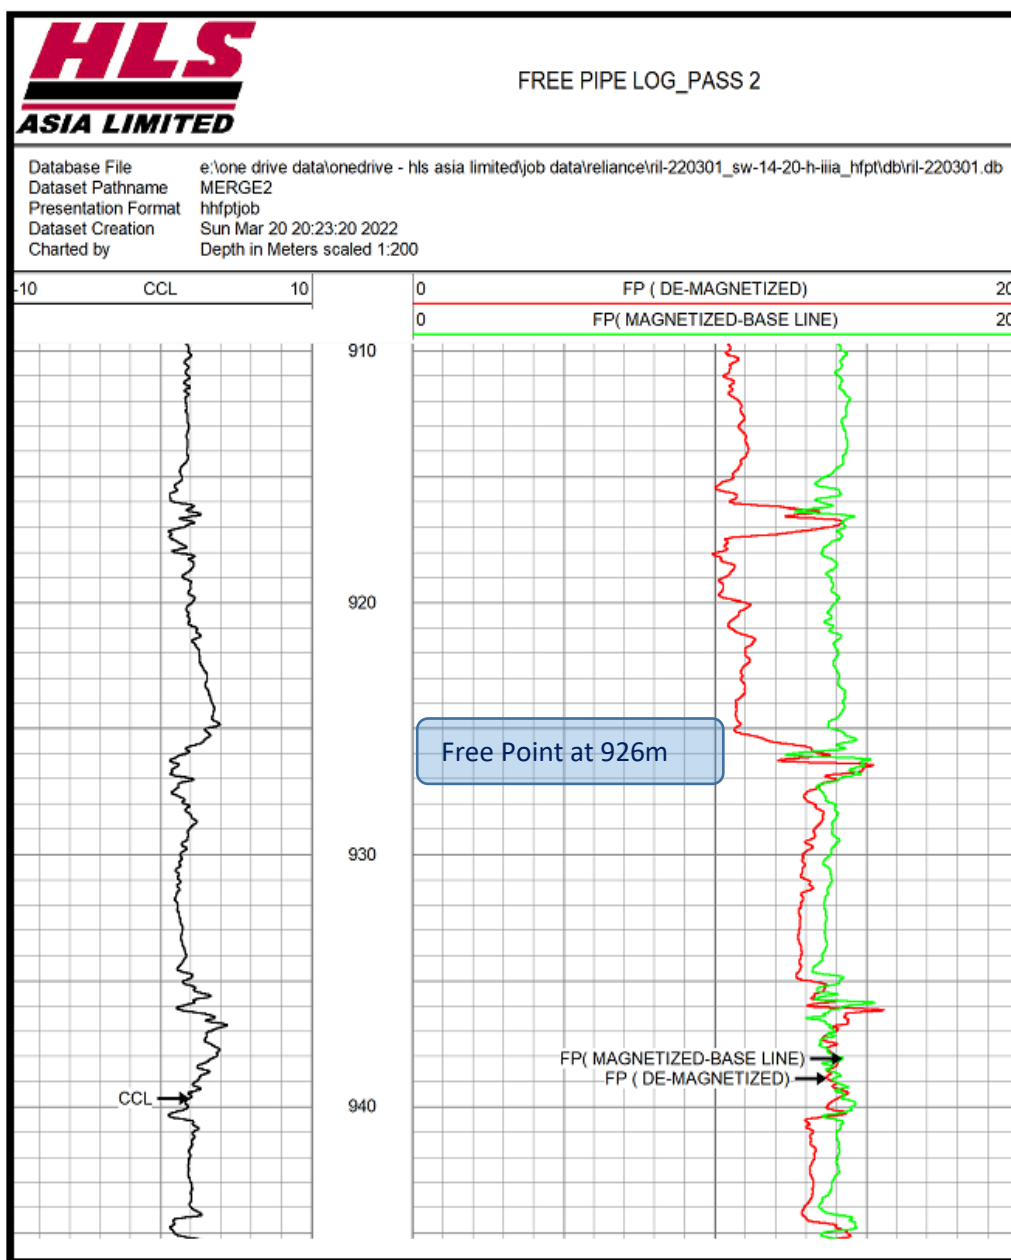 HLS
ASIA LIMITED
FREE PIPE LOG_PASS 2
Database File e:\one drive data\onedrive - hls asia limited\job data\reliance\ril-220301_sw-14-20-h-iiia_hfpt\db\ril-220301.db
Dataset Pathname MERGE2
Presentation Format hhfptjob
Dataset Creation Sun Mar 20 20:23:20 2022
Charted by Depth in Meters scaled 1:200
-10 CCL 10 0 FP ( DE-MAGNETIZED) 20
0 FP( MAGNETIZED-BASE LINE) 20
910
920
Free Point at 926m
930
FP( MAGNETIZED-BASE LINE)
FP ( DE-MAGNETIZED)
CCL
940